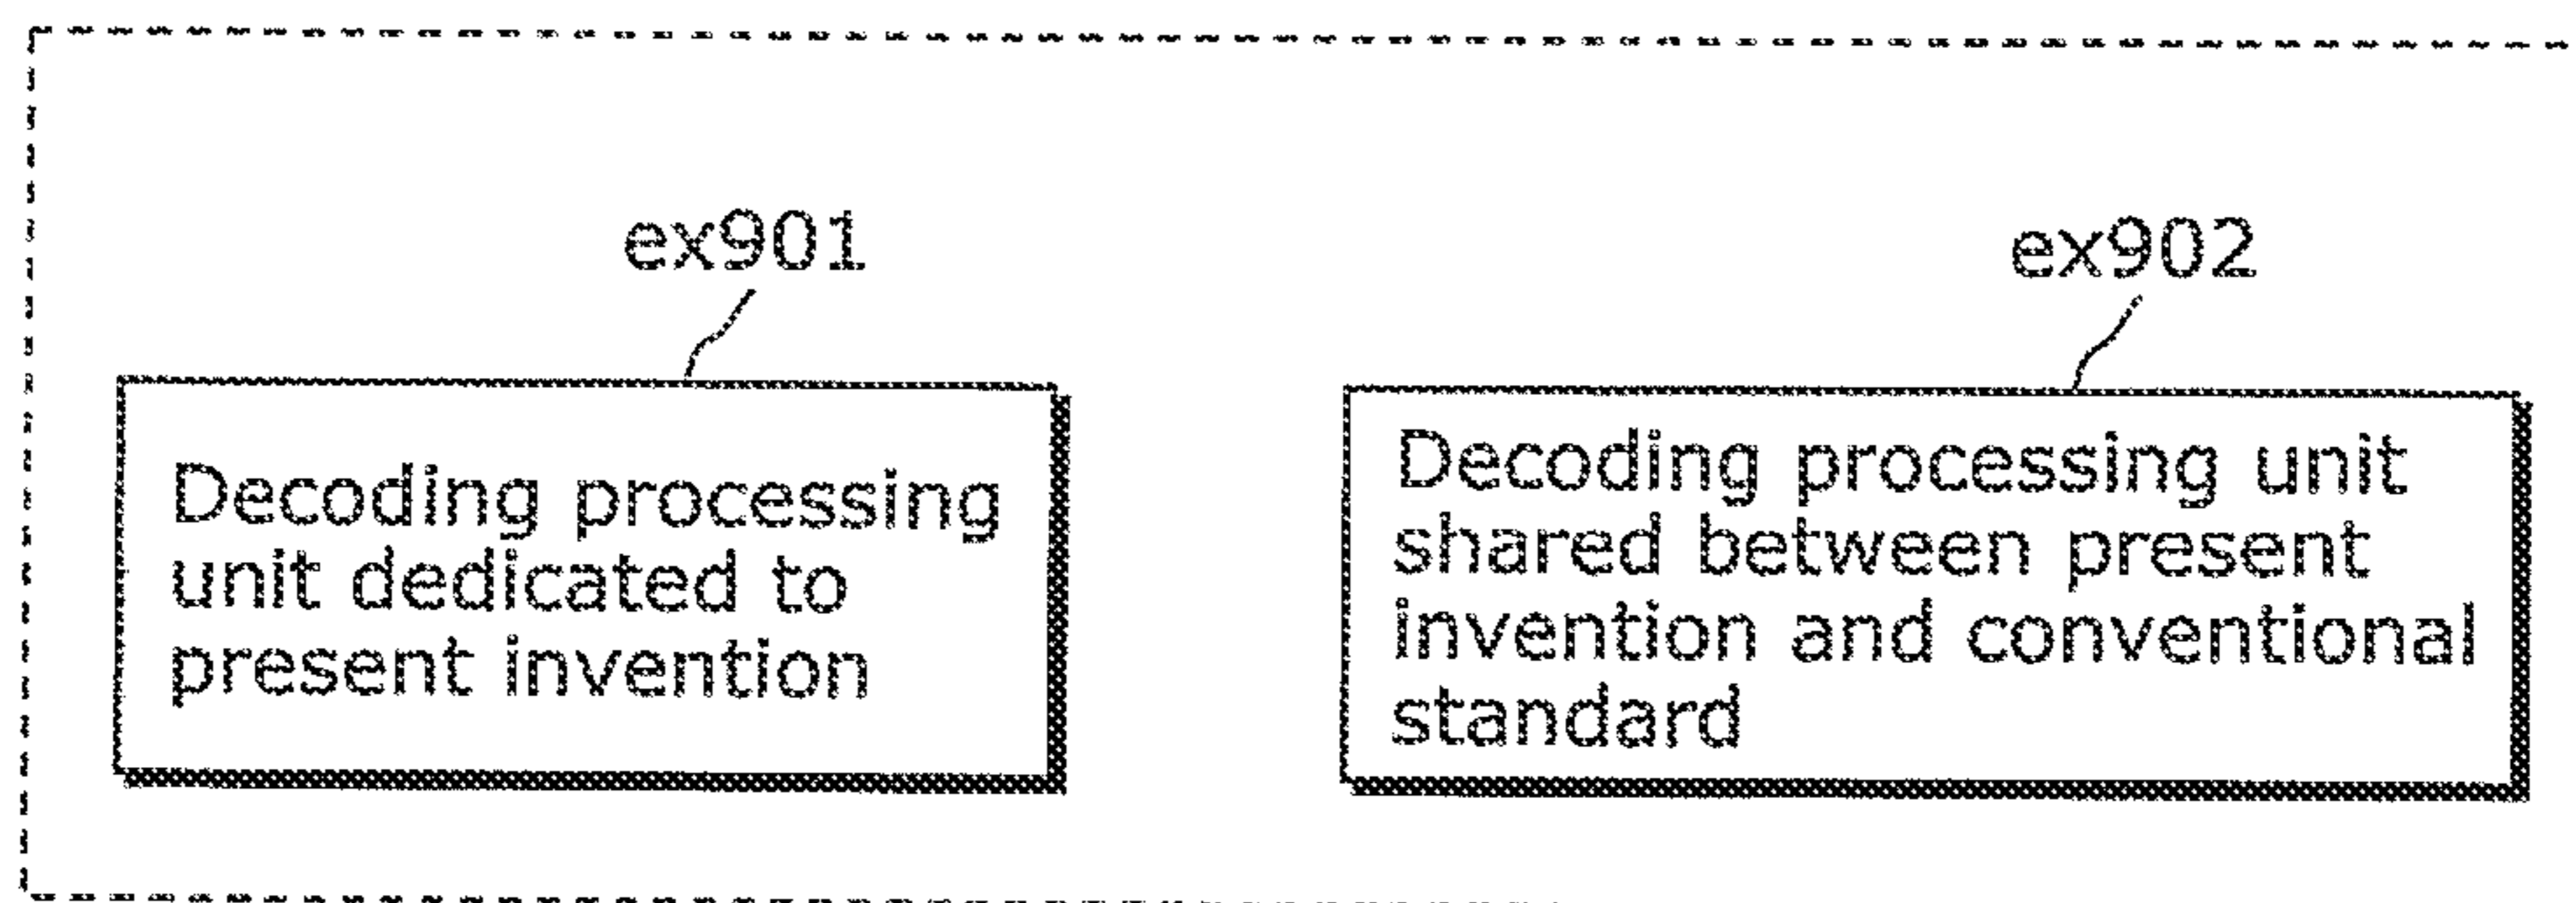 ex901
ex902
Decoding processing
unit dedicated to
present invention
Decoding processing unit
shared between present
invention and conventional
standard